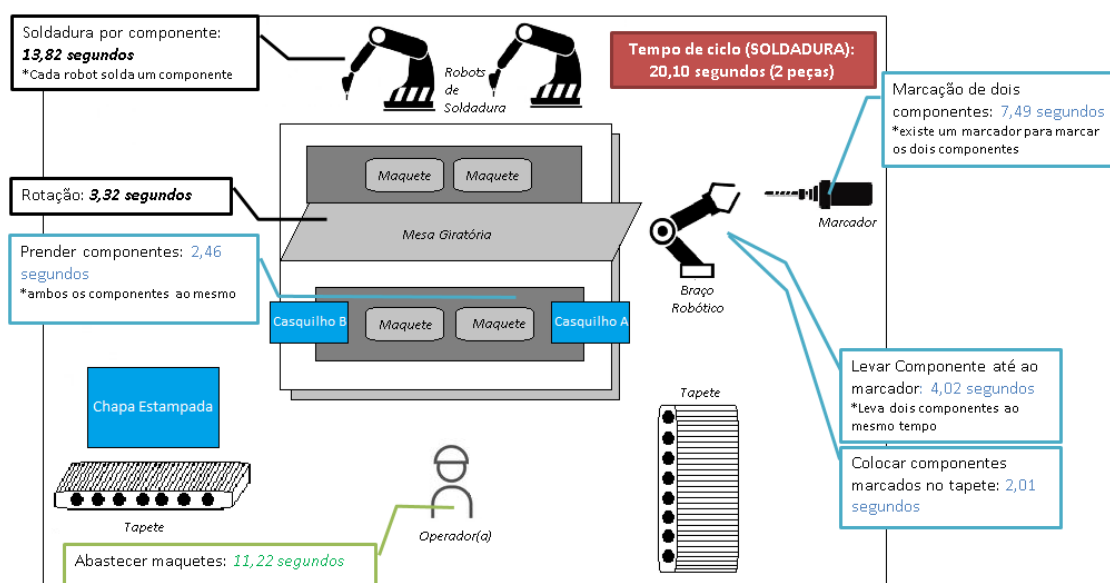 Soldadura por componente:
13,82 segundos
*Cada robot solda um componente
Robots
de
Soldadura
Tempo de ciclo (SOLDADURA):
20,10 segundos (2 peças)
Marcação de dois
componentes: 7,49 segundos
*existe um marcador para marcar
os dois componentes
Maquete
Maquete
Rotação: 3,32 segundos
Marcador
Mesa Giratória
Prender componentes: 2,46
segundos
*ambos os componentes ao mesmo
Braço
Robótico
Casquilho B
Maquete
Maquete
Casquilho A
Levar Componente até ao
marcador: 4,02 segundos
*Leva dois componentes ao
mesmo tempo
Tapete
Chapa Estampada
Colocar componentes
marcados no tapete: 2,01
segundos
Tapete
Operador(a)
Abastecer maquetes: 11,22 segundos